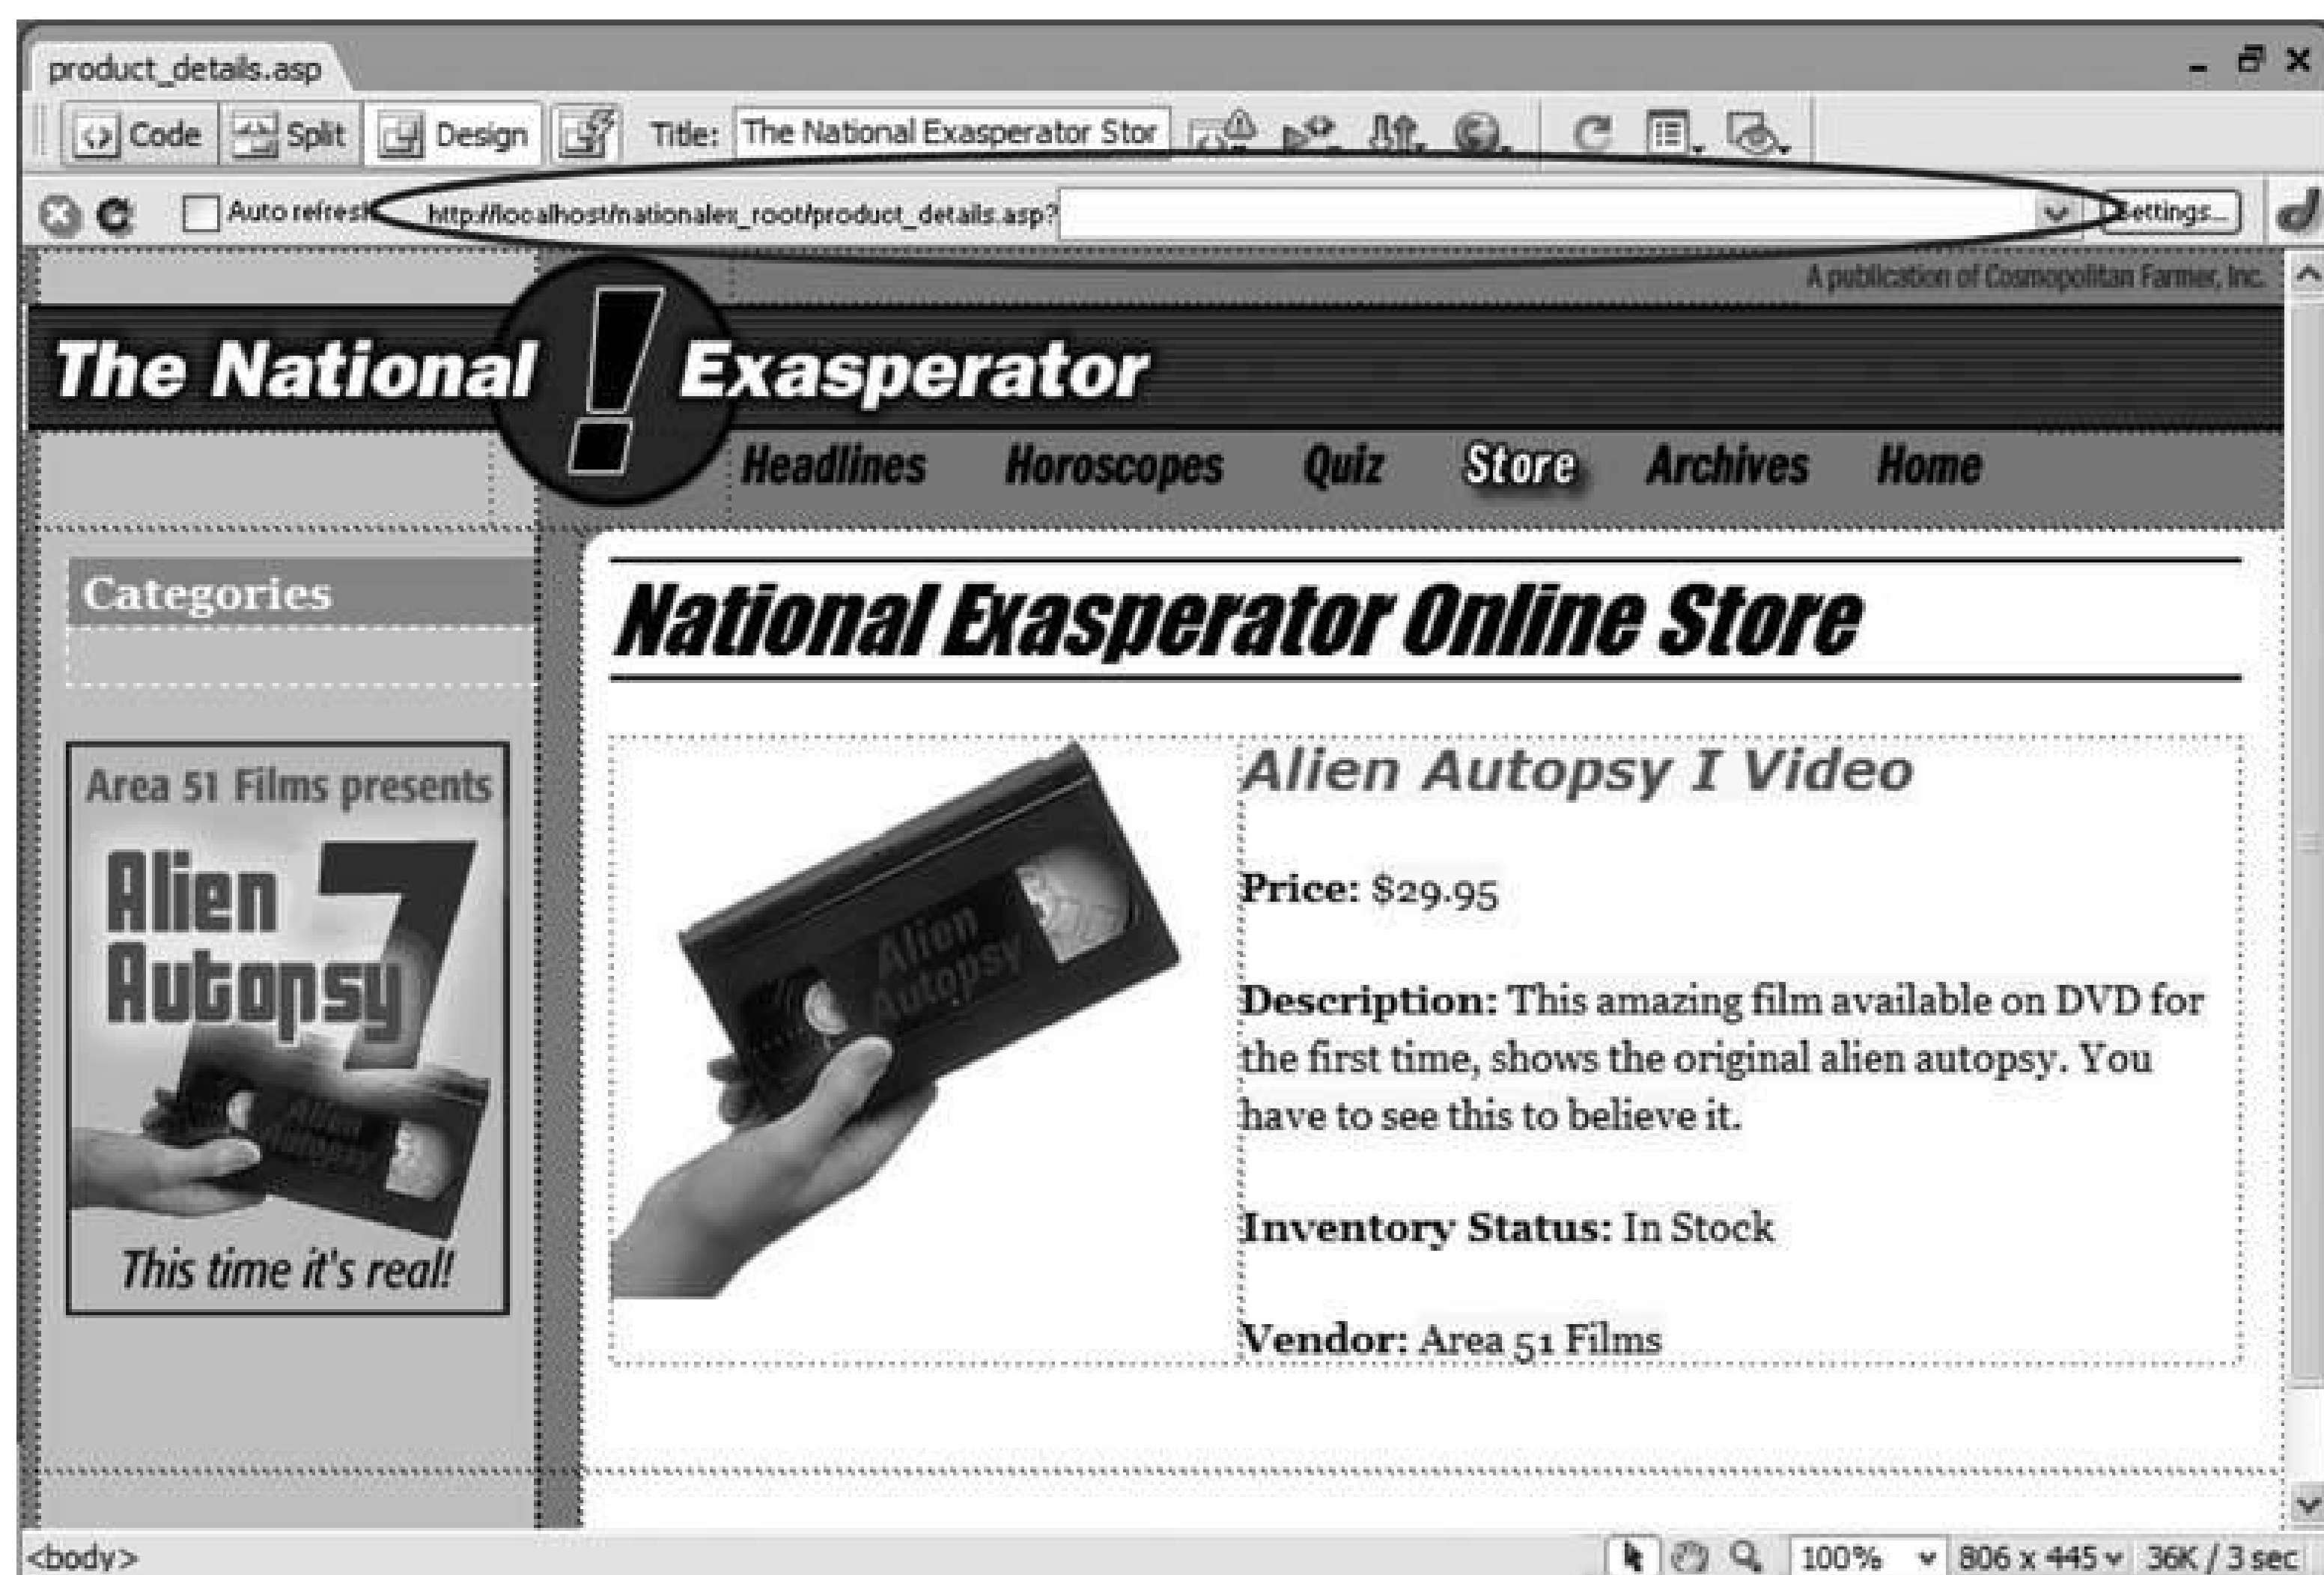 product_details.asp
Code Split Design Title: The National Exasperator Stor
Auto refresh http://localhost/nationalex_root/product_details.asp? Settings...
A publication of Cosmopolitan Farmer, Inc.
The National ! Exasperator
Headlines Horoscopes Quiz Store Archives Home
Categories
National Exasperator Online Store
Area 51 Films presents
Alien
Autopsy 7
Alien
Autopsy
This time it's real!
Alien
Autopsy
Alien Autopsy I Video
Price: $29.95
Description: This amazing film available on DVD for
the first time, shows the original alien autopsy. You
have to see this to believe it.
Inventory Status: In Stock
Vendor: Area 51 Films
<body> 100% 806 x 445 36K / 3 sec